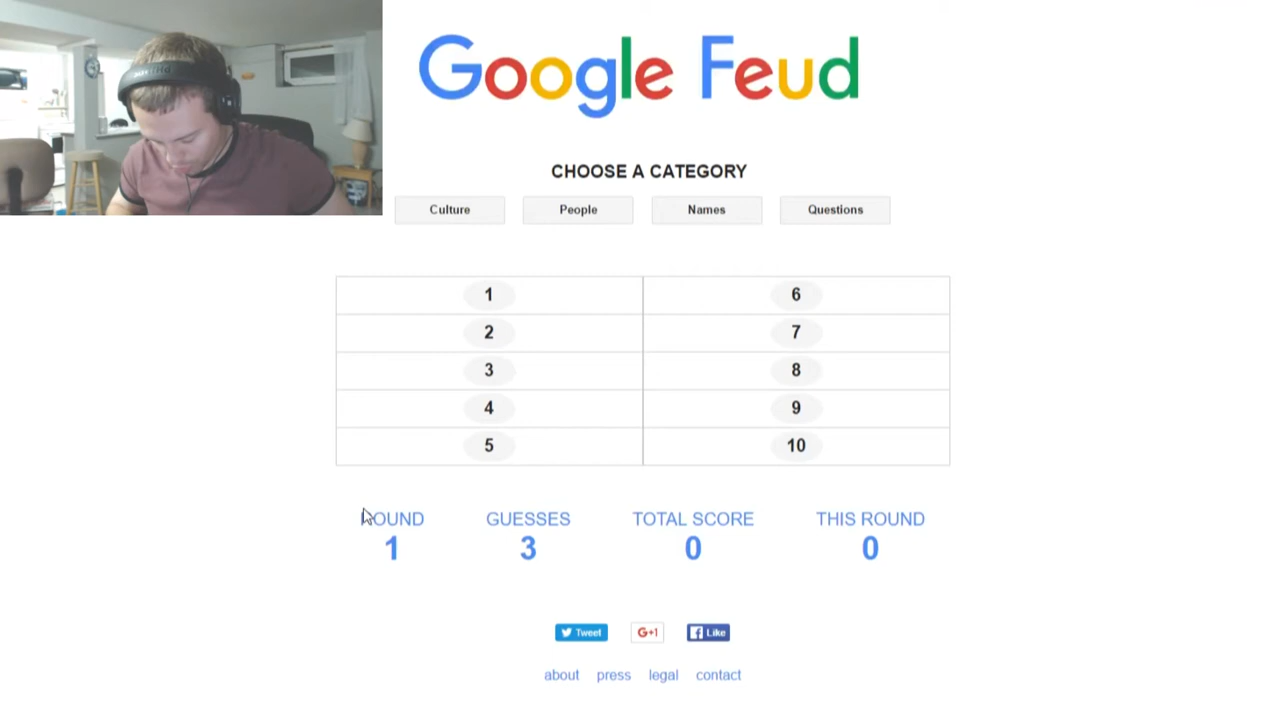 Google Feud
CHOOSE A CATEGORY
Culture People Names Questions
1 6
2 7
3 8
4 9
5 10
ROUND GUESSES TOTAL SCORE THIS ROUND
1 3 0 0
Tweet G+1 Like
about press legal contact